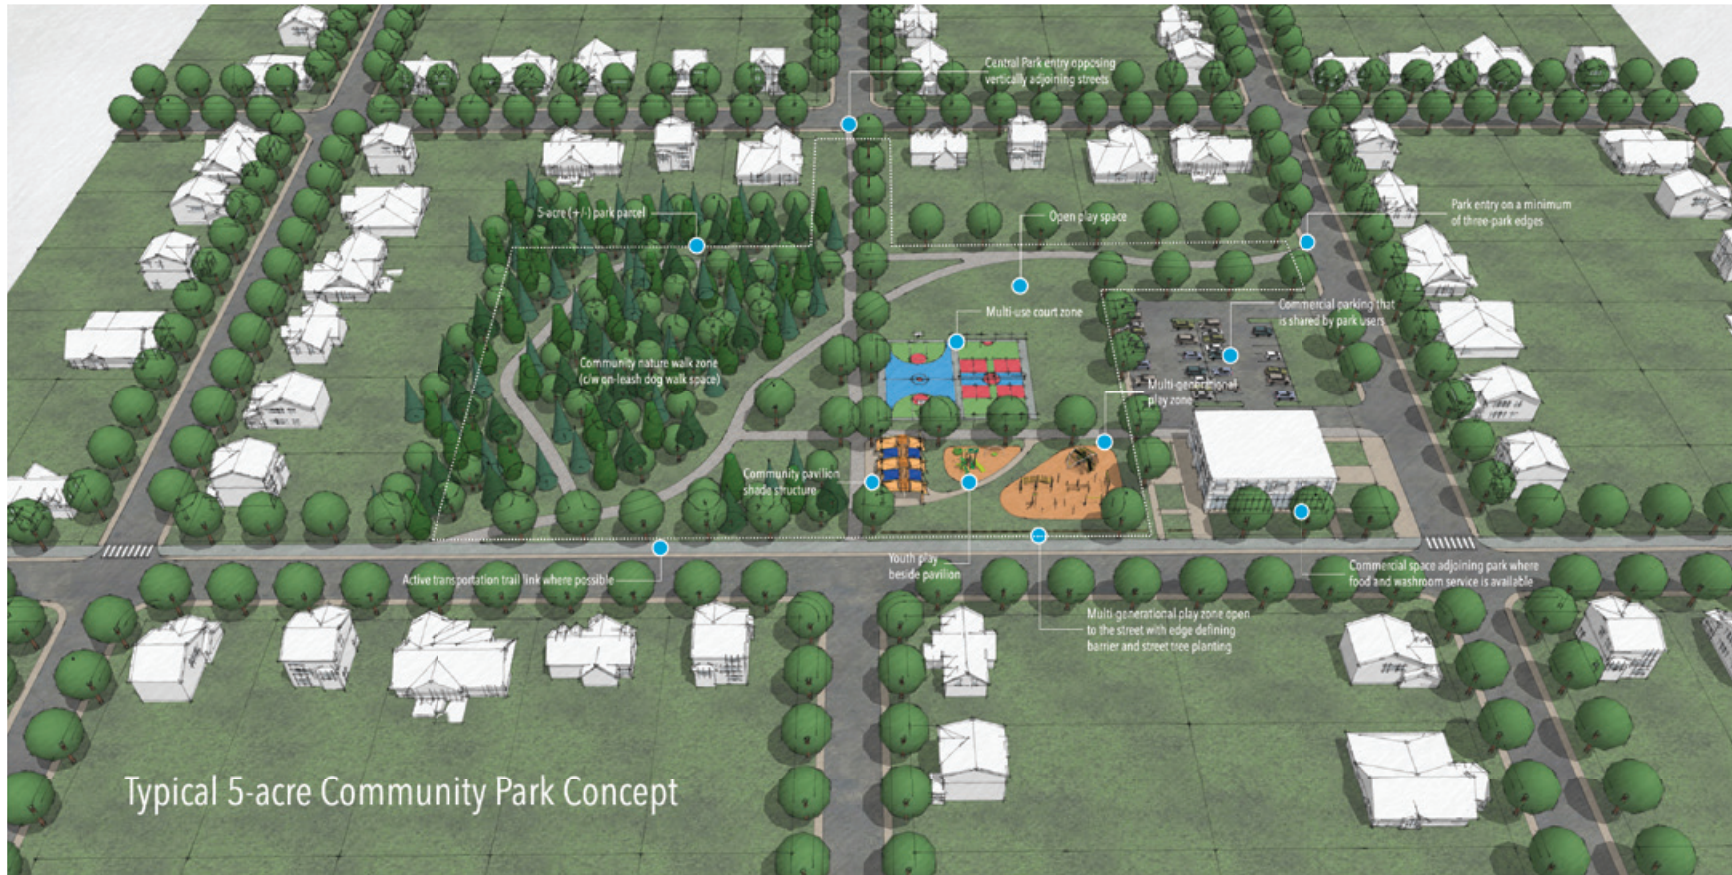 Central Park entry opposing
vertically adjoining streets
5-acre (+/-) park parcel
Open play space
Park entry on a minimum
of three-park edges
Multi-use court zone
Commercial parking that
is shared by park users
Community nature walk zone
(c/w on-leash dog walk space)
Multi-generational
play zone
Community pavilion
shade structure
Youth play
beside pavilion
Active transportation trail link where possible
Commercial space adjoining park where
food and washroom service is available
Multi-generational play zone open
to the street with edge defining
barrier and street tree planting
Typical 5-acre Community Park Concept